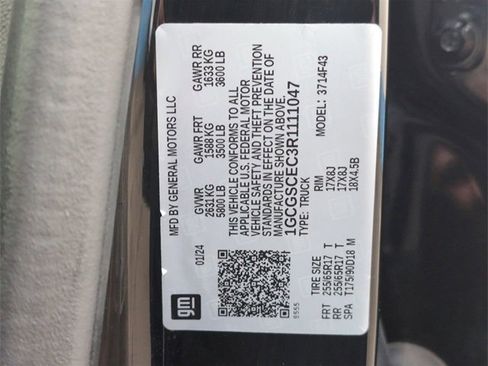 MFD BY GENERAL MOTORS LLC
01/24
GVWR GAWR FRT GAWR RR
2631 KG 1588 KG 1633 KG
5800 LB 3500 LB 3600 LB
THIS VEHICLE CONFORMS TO ALL
APPLICABLE U.S. FEDERAL MOTOR
VEHICLE SAFETY AND THEFT PREVENTION
STANDARDS IN EFFECT ON THE DATE OF
MANUFACTURE SHOWN ABOVE.
1GCGSCEC3R1111047
TYPE: TRUCK MODEL: 3714F43
TIRE SIZE RIM
FRT 255/65R17 T 17X8J
RR 255/65R17 T 17X8J
SPA T175/90D18 M 18X4.5B
gm